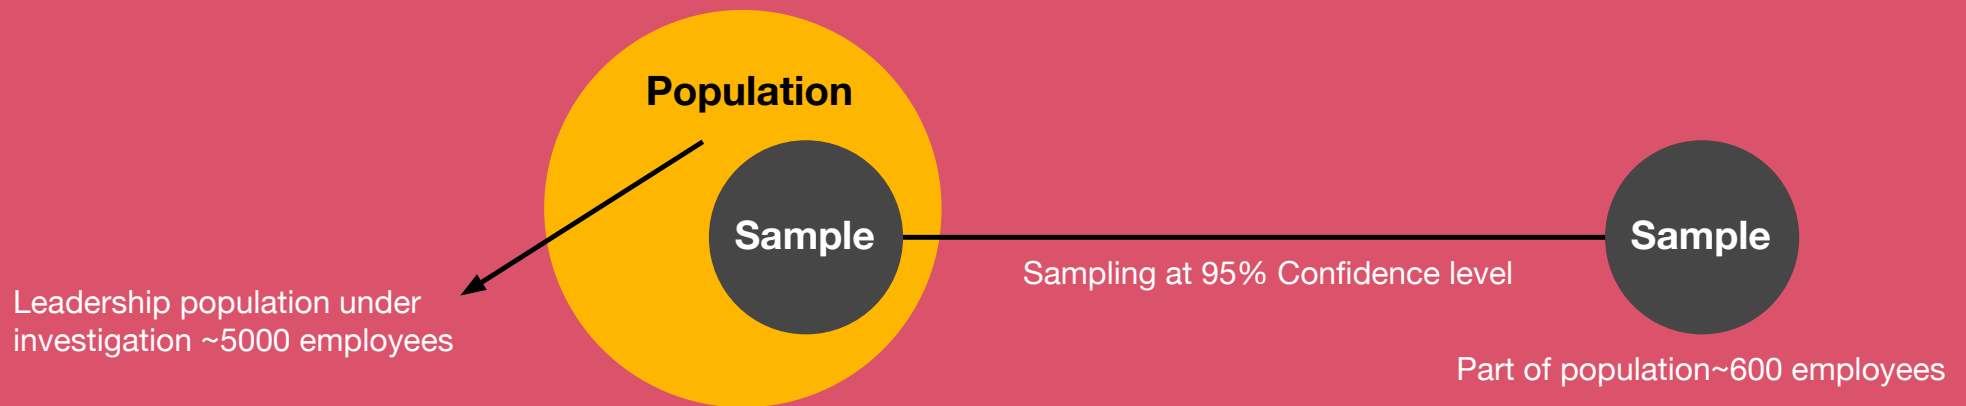 Population
Sample
Sample
Sampling at 95% Confidence level
Leadership population under
investigation ~5000 employees
Part of population~600 employees